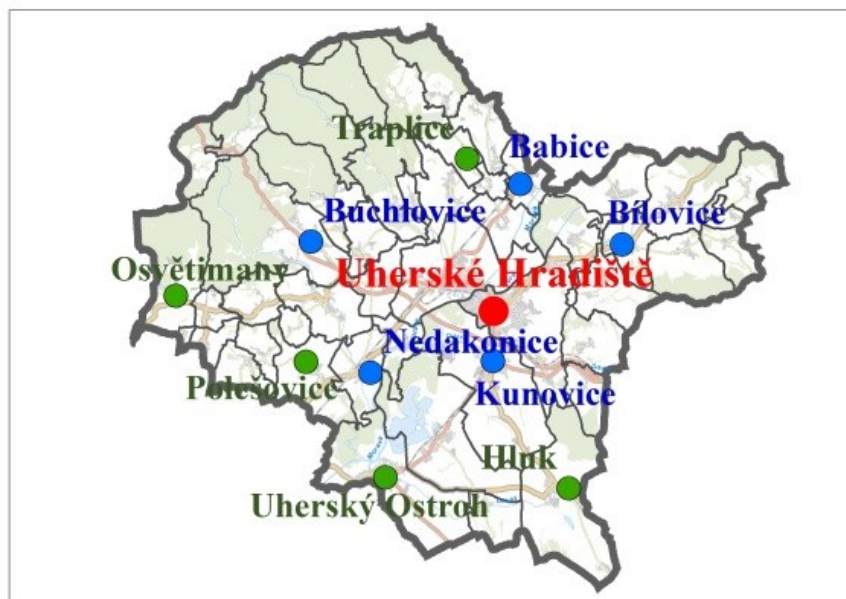 Traplice
Babice
Buchlovice
Bílovice
Osvětimany
Uherské Hradiště
Nedakonice
Polešovice
Kunovice
Hluk
Uherský Ostroh